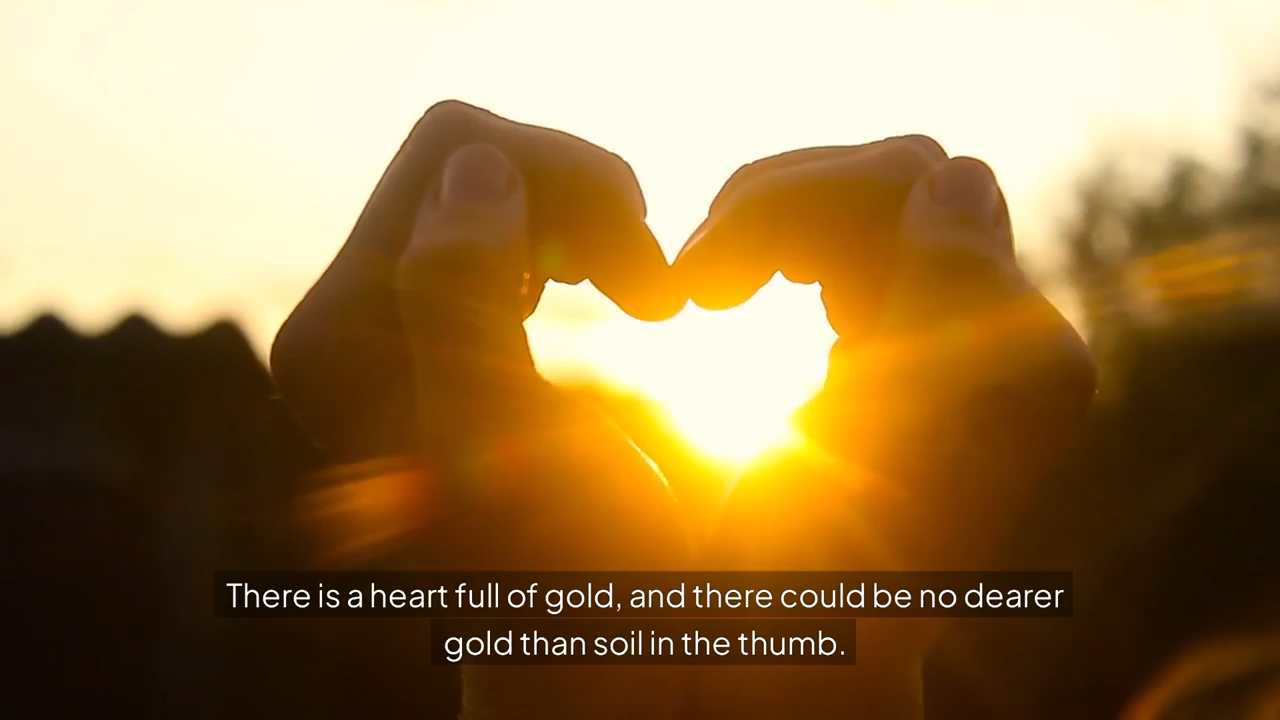 There is a heart full of gold, and there could be no dearer
gold than soil in the thumb.